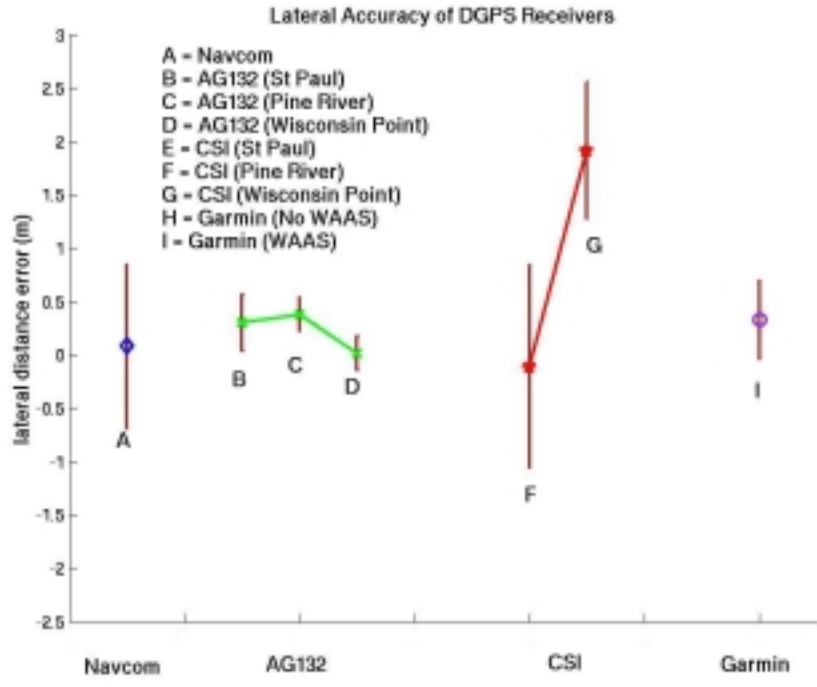 Lateral Accuracy of DGPS Receivers
3
A = Navcom
B = AG132 (St Paul)
2.5
C = AG132 (Pine River)
D = AG132 (Wisconsin Point)
2
E = CSI (St Paul)
F = CSI (Pine River)
1.5
G = CSI (Wisconsin Point)
H = Garmin (No WAAS)
I = Garmin (WAAS)
1
G
0.5
0
B
C
D
I
-0.5
A
-1
F
-1.5
-2
-2.5
lateral distance error (m)
Navcom
AG132
CSI
Garmin